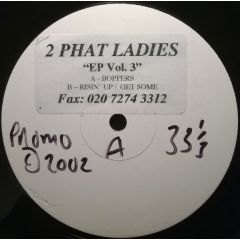 2 PHAT LADIES
"EP Vol. 3"
A - BOPPERS
B - RISIN' UP / GET SOME
Fax: 020 7274 3312
Promo
© 2002
A
33⅓